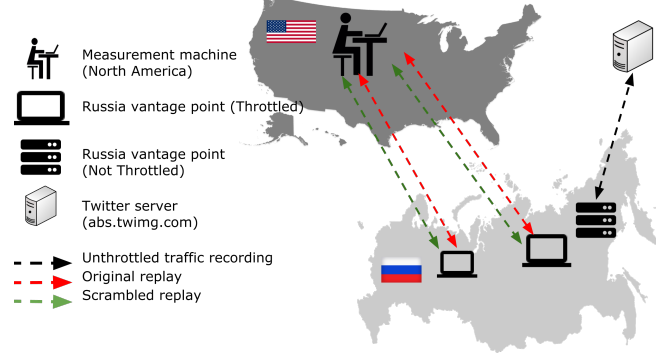 Measurement machine
(North America)
Russia vantage point (Throttled)
Russia vantage point
(Not Throttled)
Twitter server
(abs.twimg.com)
Unthrottled traffic recording
Original replay
Scrambled replay